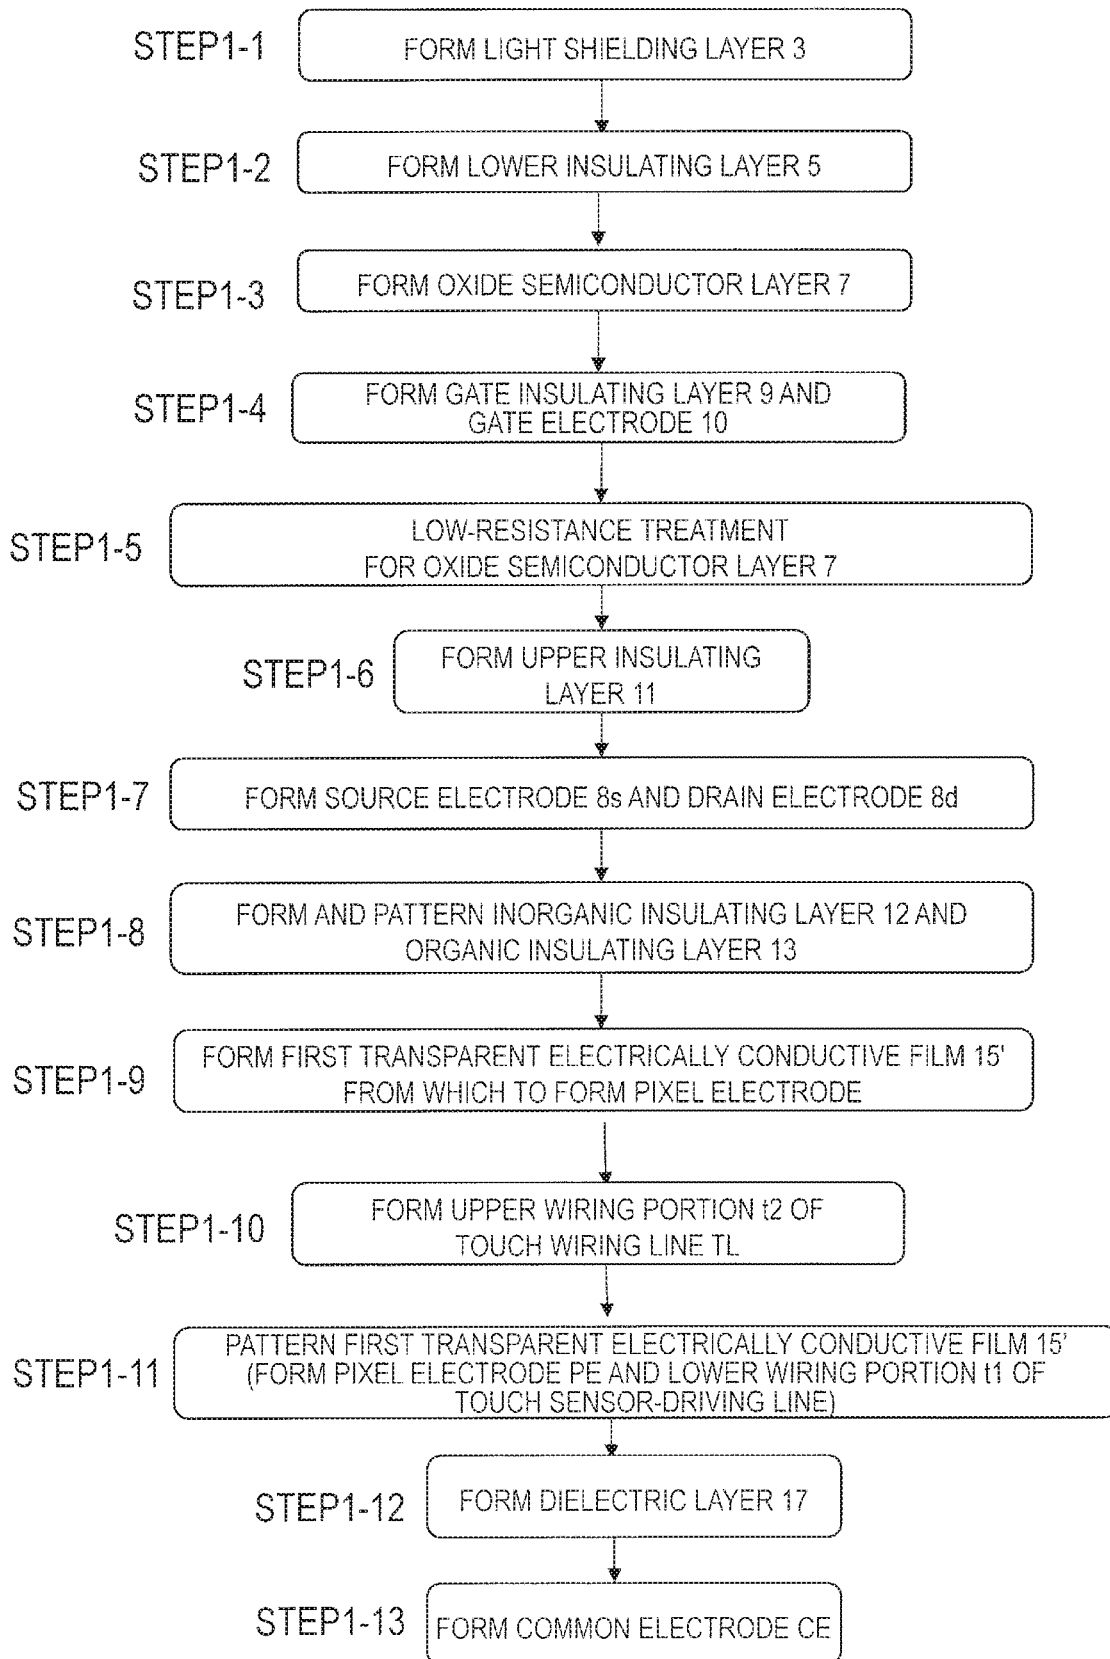 STEP1-1
FORM LIGHT SHIELDING LAYER 3
STEP1-2
FORM LOWER INSULATING LAYER 5
STEP1-3
FORM OXIDE SEMICONDUCTOR LAYER 7
STEP1-4
FORM GATE INSULATING LAYER 9 AND
GATE ELECTRODE 10
STEP1-5
LOW-RESISTANCE TREATMENT
FOR OXIDE SEMICONDUCTOR LAYER 7
STEP1-6
FORM UPPER INSULATING
LAYER 11
STEP1-7
FORM SOURCE ELECTRODE 8s AND DRAIN ELECTRODE 8d
STEP1-8
FORM AND PATTERN INORGANIC INSULATING LAYER 12 AND
ORGANIC INSULATING LAYER 13
STEP1-9
FORM FIRST TRANSPARENT ELECTRICALLY CONDUCTIVE FILM 15'
FROM WHICH TO FORM PIXEL ELECTRODE
STEP1-10
FORM UPPER WIRING PORTION t2 OF
TOUCH WIRING LINE TL
STEP1-11
PATTERN FIRST TRANSPARENT ELECTRICALLY CONDUCTIVE FILM 15'
(FORM PIXEL ELECTRODE PE AND LOWER WIRING PORTION t1 OF
TOUCH SENSOR-DRIVING LINE)
STEP1-12
FORM DIELECTRIC LAYER 17
STEP1-13
FORM COMMON ELECTRODE CE